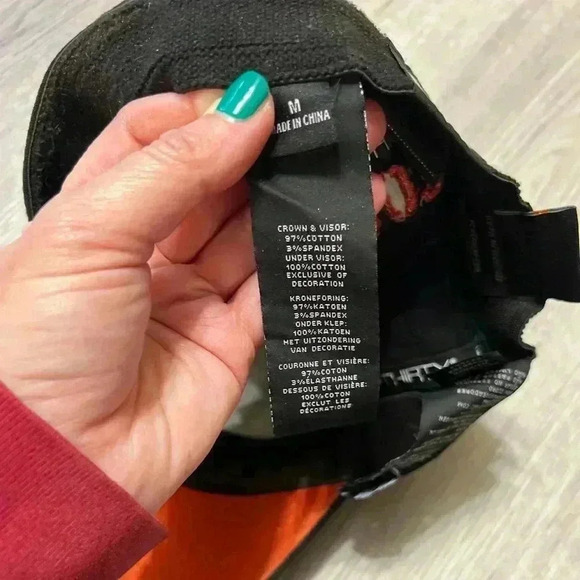 M
MADE IN CHINA
CROWN & VISOR:
97%COTTON
3%SPANDEX
UNDER VISOR:
100%COTTON
EXCLUSIVE OF
DECORATION
KRONEFORING:
97%KATOEN
3%SPANDEX
ONDER KLEP:
100%KATOEN
MET UITZONDERING
VAN DECORATIE
COURONNE ET VISIÈRE:
97%COTON
3%ÉLASTHANNE
DESSOUS DE VISIÈRE:
100%COTON
EXCLUT LES
DÉCORATIONS
THIRTY